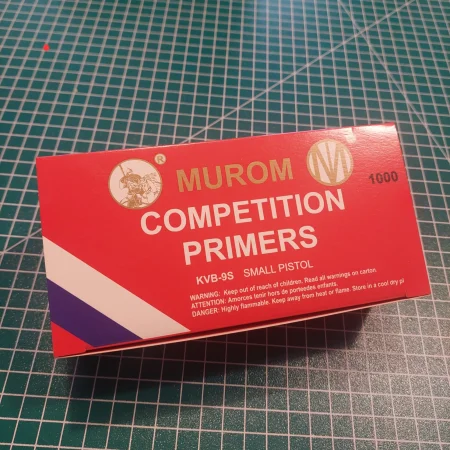 ® MUROM M 1000
COMPETITION
PRIMERS
KVB-9S SMALL PISTOL
WARNING: Keep out of reach of children. Read all warnings on carton.
ATTENTION: Amorces tenir hors de porteedes enfants.
DANGER: Highly flammable. Keep away from heat or flame. Store in a cool dry pl